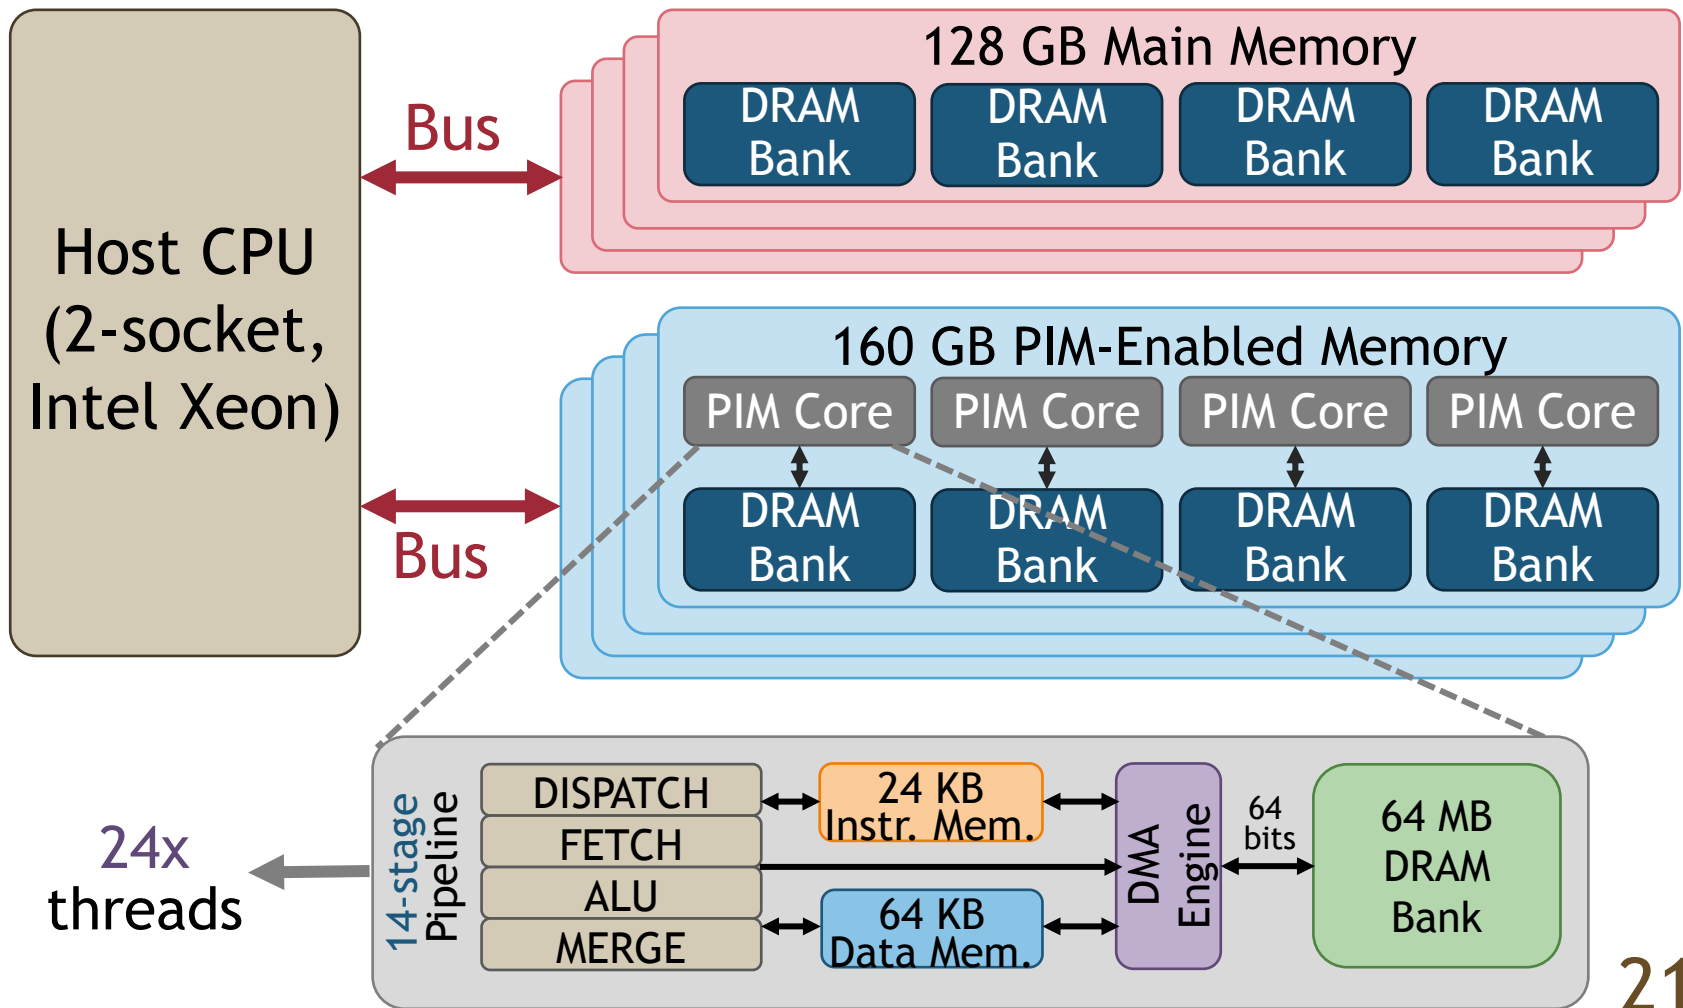 Host CPU
(2-socket,
Intel Xeon)
Bus
128 GB Main Memory
DRAM
Bank
DRAM
Bank
DRAM
Bank
DRAM
Bank
Bus
160 GB PIM-Enabled Memory
PIM Core
PIM Core
PIM Core
PIM Core
DRAM
Bank
DRAM
Bank
DRAM
Bank
DRAM
Bank
24x
threads
14-stage
Pipeline
DISPATCH
FETCH
ALU
MERGE
24 KB
Instr. Mem.
64 KB
Data Mem.
DMA
Engine
64
bits
64 MB
DRAM
Bank
21